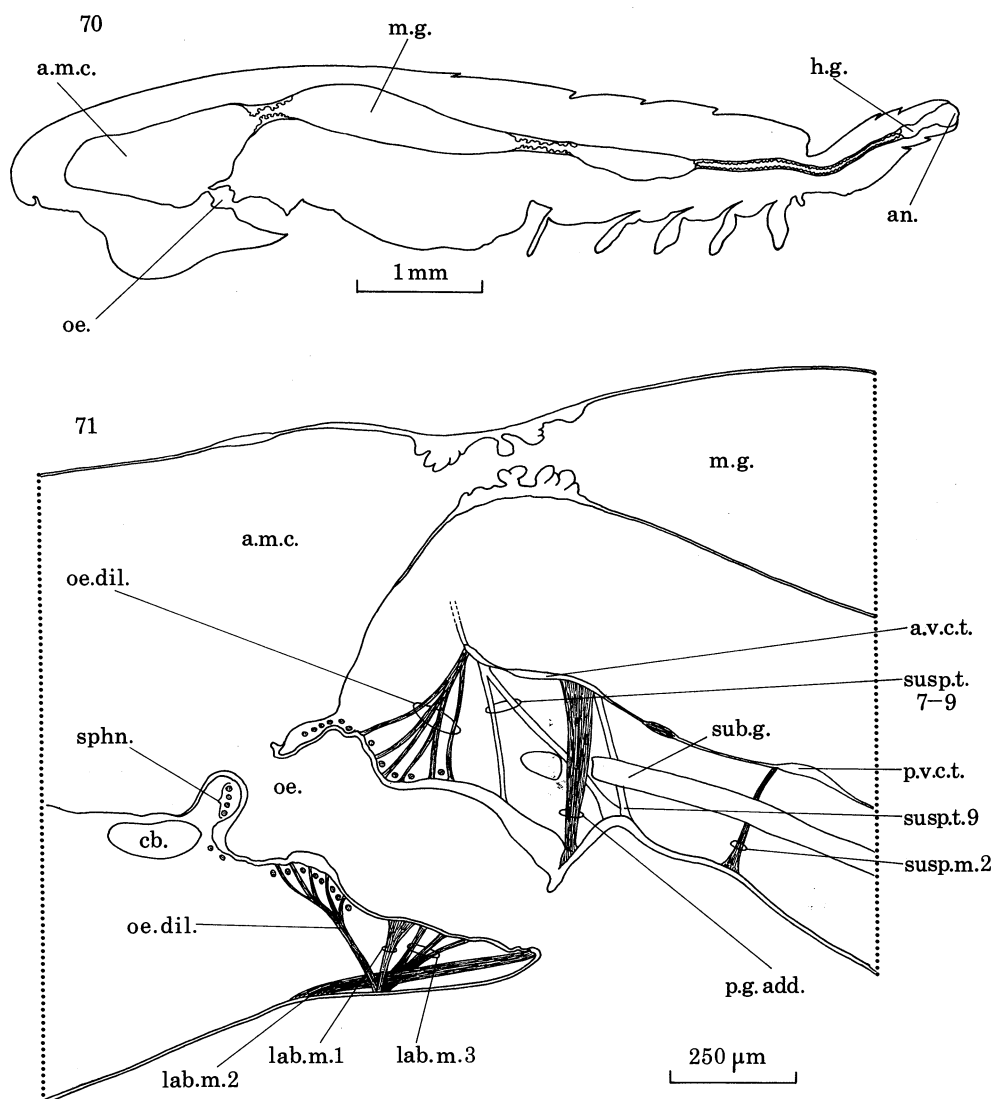 70
m.g.
a.m.c.
h.g.
an.
1 mm
oe.
71
m.g.
a.m.c.
oe.dil.
a.v.c.t.
susp.t.
7–9
sub.g.
sphn.
oe.
p.v.c.t.
susp.t.9
cb.
susp.m.2
oe.dil.
p.g. add.
lab.m.1
lab.m.3
lab.m.2
250 μm